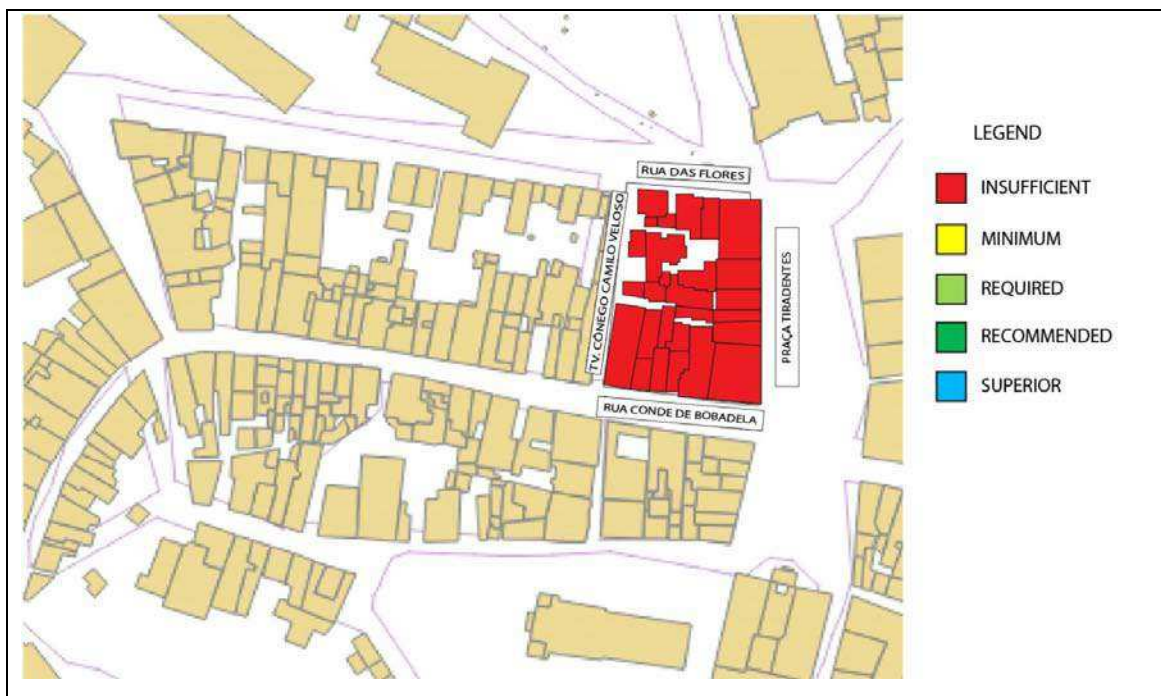 RUA DAS FLORES
TV. CÔNEGO CAMILO VELOSO
PRAÇA TIRADENTES
RUA CONDE DE BOBADELA
LEGEND
INSUFFICIENT
MINIMUM
REQUIRED
RECOMMENDED
SUPERIOR